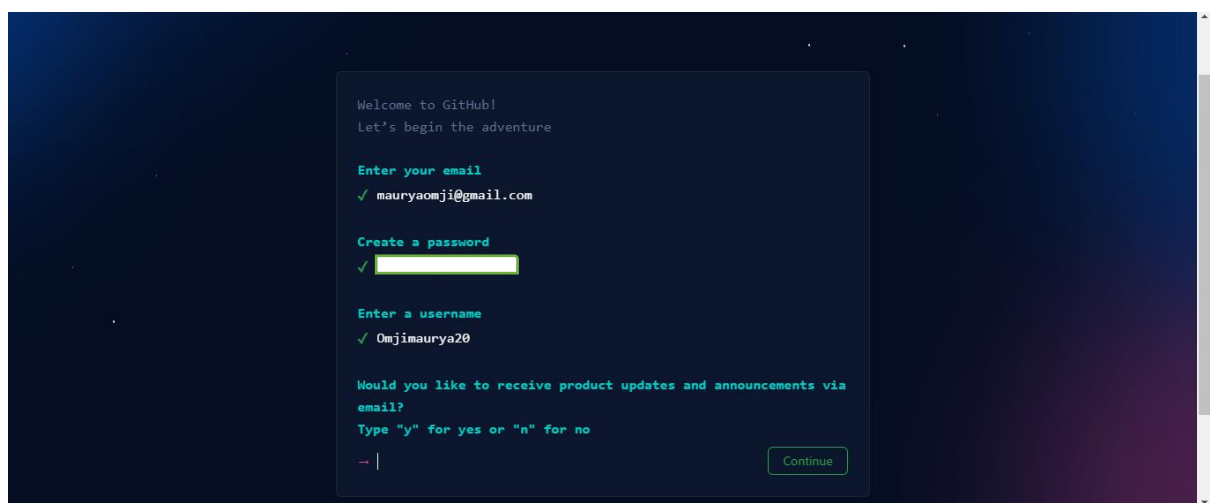 Welcome to GitHub!
Let’s begin the adventure
Enter your email
✓ mauryaomji@gmail.com
Create a password
✓
Enter a username
✓ Omjimaurya20
Would you like to receive product updates and announcements via
email?
Type "y" for yes or "n" for no
→
Continue